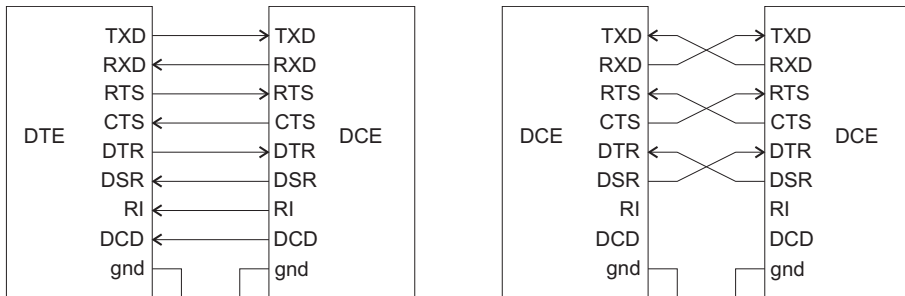 TXD TXD TXD TXD
RXD RXD RXD RXD
RTS RTS RTS RTS
CTS CTS CTS CTS
DTE DCE DCE DCE
DTR DTR DTR DTR
DSR DSR DSR DSR
RI RI RI RI
DCD DCD DCD DCD
gnd gnd gnd gnd